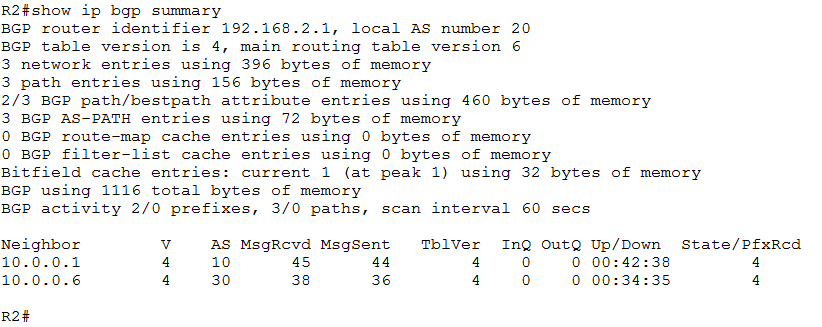 R2#show ip bgp summary
BGP router identifier 192.168.2.1, local AS number 20
BGP table version is 4, main routing table version 6
3 network entries using 396 bytes of memory
3 path entries using 156 bytes of memory
2/3 BGP path/bestpath attribute entries using 460 bytes of memory
3 BGP AS-PATH entries using 72 bytes of memory
0 BGP route-map cache entries using 0 bytes of memory
0 BGP filter-list cache entries using 0 bytes of memory
Bitfield cache entries: current 1 (at peak 1) using 32 bytes of memory
BGP using 1116 total bytes of memory
BGP activity 2/0 prefixes, 3/0 paths, scan interval 60 secs
Neighbor V AS MsgRcvd MsgSent TblVer InQ OutQ Up/Down State/PfxRcd
10.0.0.1 4 10 45 44 4 0 0 00:42:38 4
10.0.0.6 4 30 38 36 4 0 0 00:34:35 4
R2#